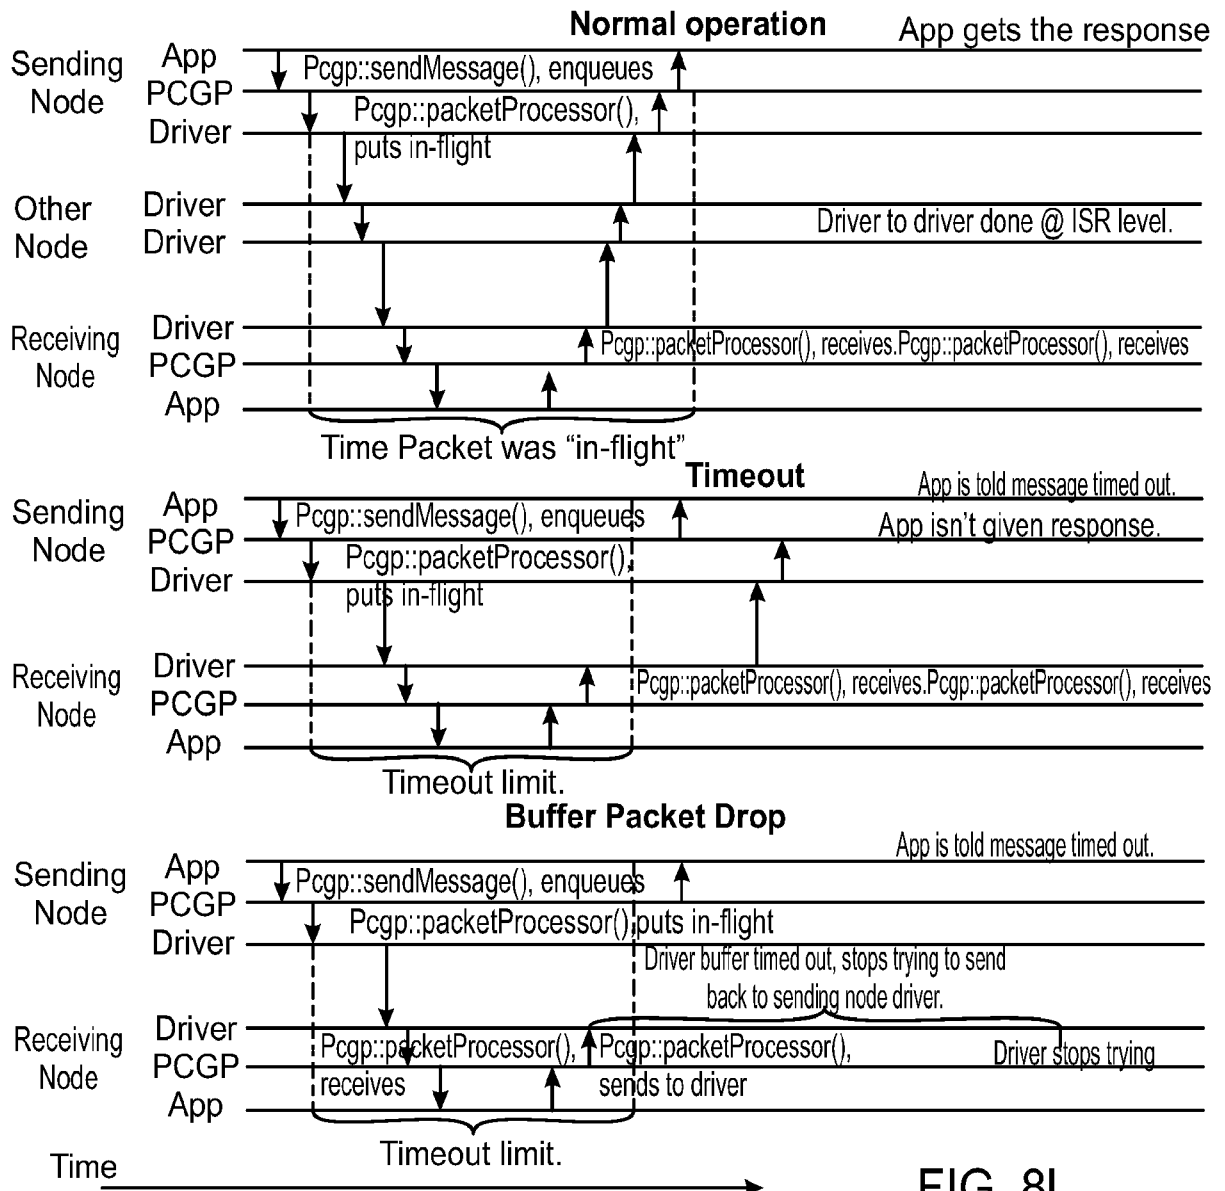 Normal operation
App gets the response
Sending
Node
App
Pcgp::sendMessage(), enqueues
PCGP
Pcgp::packetProcessor(),
puts in-flight
Driver
Other
Node
Driver
Driver to driver done @ ISR level.
Driver
Receiving
Node
Driver
Pcgp::packetProcessor(), receives.Pcgp::packetProcessor(), receives
PCGP
App
Time Packet was “in-flight”
Timeout
App is told message timed out.
Sending
Node
App
Pcgp::sendMessage(), enqueues
App isn’t given response.
PCGP
Pcgp::packetProcessor(),
puts in-flight
Driver
Receiving
Node
Driver
Pcgp::packetProcessor(), receives.Pcgp::packetProcessor(), receives
PCGP
App
Timeout limit.
Buffer Packet Drop
App is told message timed out.
Sending
Node
App
Pcgp::sendMessage(), enqueues
PCGP
Pcgp::packetProcessor(),puts in-flight
Driver
Driver buffer timed out, stops trying to send
back to sending node driver.
Receiving
Node
Driver
Pcgp::packetProcessor(),
receives
Pcgp::packetProcessor(),
sends to driver
Driver stops trying
PCGP
App
Timeout limit.
Time